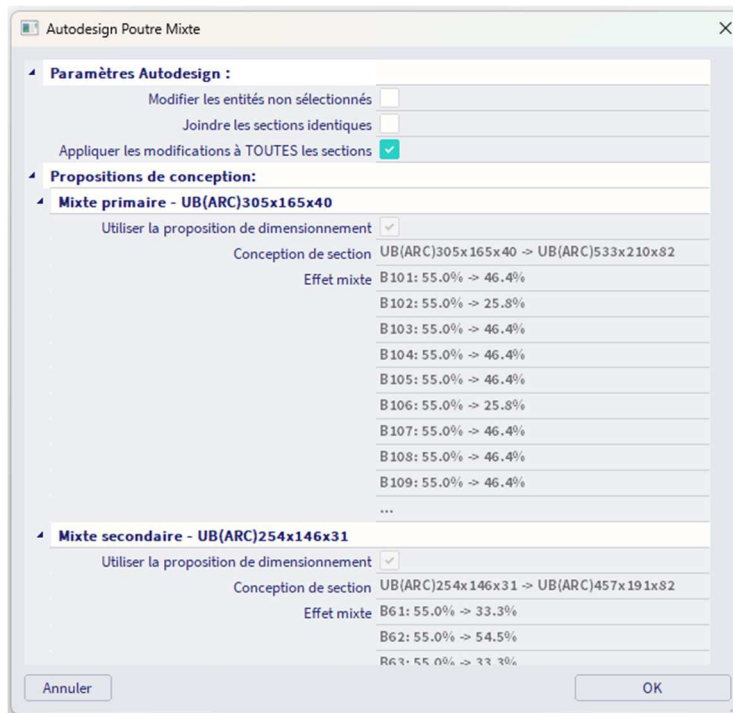 Autodesign Poutre Mixte
Paramètres Autodesign :
Modifier les entités non sélectionnés
Joindre les sections identiques
Appliquer les modifications à TOUTES les sections
Propositions de conception:
Mixte primaire - UB(ARC)305x165x40
Utiliser la proposition de dimensionnement
Conception de section UB(ARC)305x165x40 -> UB(ARC)533x210x82
Effet mixte B101: 55.0% -> 46.4%
B102: 55.0% -> 25.8%
B103: 55.0% -> 46.4%
B104: 55.0% -> 46.4%
B105: 55.0% -> 46.4%
B106: 55.0% -> 25.8%
B107: 55.0% -> 46.4%
B108: 55.0% -> 46.4%
B109: 55.0% -> 46.4%
...
Mixte secondaire - UB(ARC)254x146x31
Utiliser la proposition de dimensionnement
Conception de section UB(ARC)254x146x31 -> UB(ARC)457x191x82
Effet mixte B61: 55.0% -> 33.3%
B62: 55.0% -> 54.5%
B63: 55.0% -> 33.3%
Annuler OK